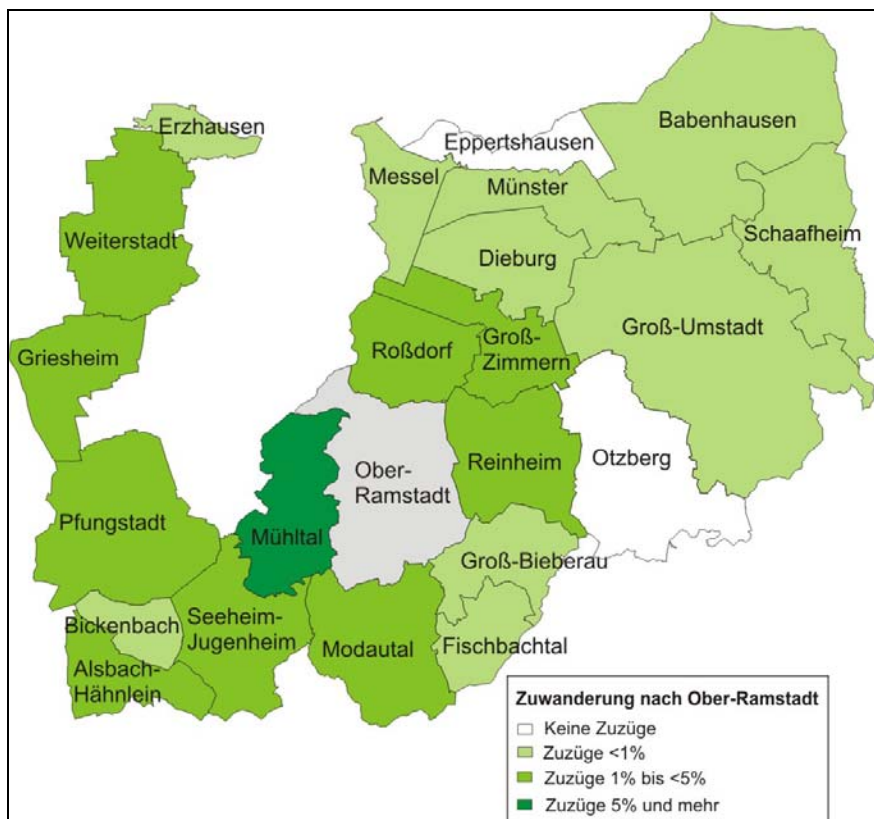 Erzhausen
Babenhausen
Eppertshausen
Messel
Münster
Weiterstadt
Schaafheim
Dieburg
Groß-Umstadt
Griesheim
Roßdorf
Groß-
Zimmern
Otzberg
Reinheim
Ober-
Ramstadt
Pfungstadt
Mühltal
Groß-Bieberau
Bickenbach
Seeheim-
Jugenheim
Modautal
Fischbachtal
Alsbach-
Hähnlein
Zuwanderung nach Ober-Ramstadt
Keine Zuzüge
Zuzüge <1%
Zuzüge 1% bis <5%
Zuzüge 5% und mehr